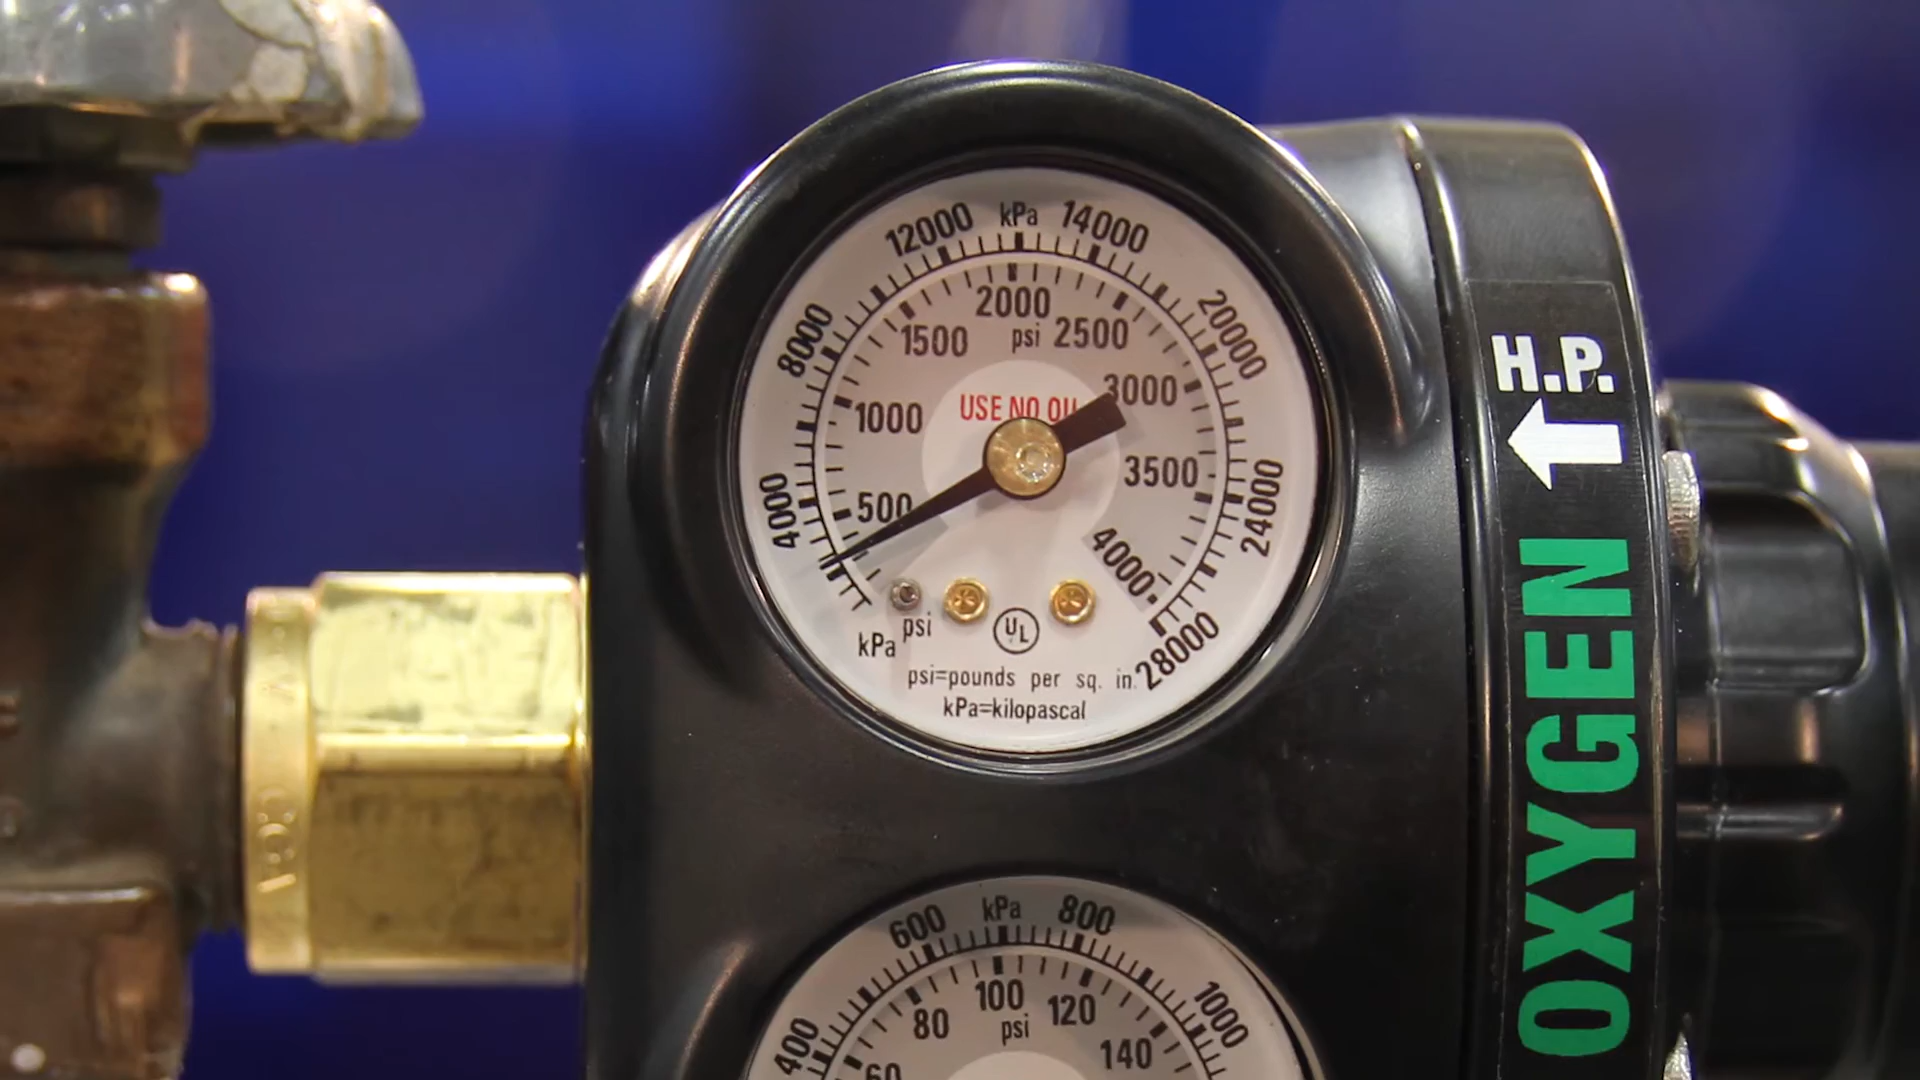 12000 kPa 14000
8000 20000
4000 24000
28000
2000
1500 psi 2500
1000 3000
500 3500
4000
USE NO OIL
kPa psi
UL
psi=pounds per sq. in.
kPa=kilopascal
H.P.
OXYGEN
600 kPa 800
400 1000
100
80 psi 120
60 140